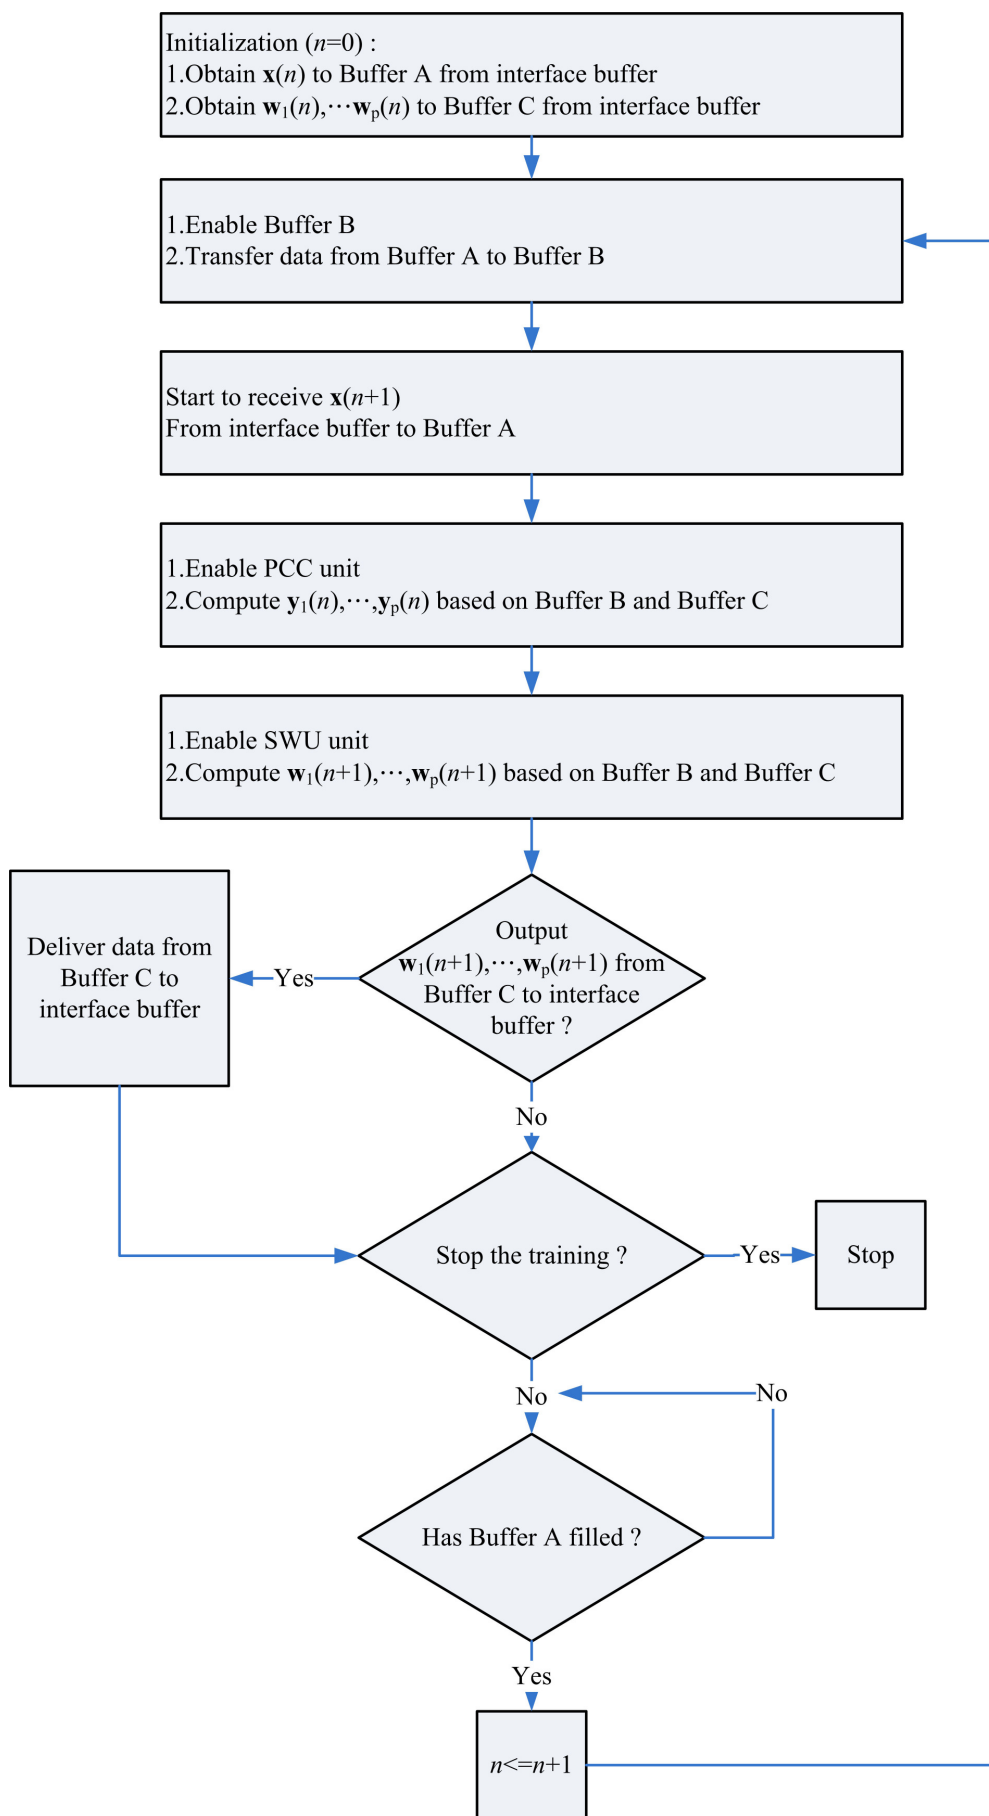 Initialization (n=0) :
1.Obtain x(n) to Buffer A from interface buffer
2.Obtain w₁(n),⋯wₚ(n) to Buffer C from interface buffer
1.Enable Buffer B
2.Transfer data from Buffer A to Buffer B
Start to receive x(n+1)
From interface buffer to Buffer A
1.Enable PCC unit
2.Compute y₁(n),⋯,yₚ(n) based on Buffer B and Buffer C
1.Enable SWU unit
2.Compute w₁(n+1),⋯,wₚ(n+1) based on Buffer B and Buffer C
Output
w₁(n+1),⋯,wₚ(n+1) from
Buffer C to interface
buffer ?
Yes
Deliver data from
Buffer C to
interface buffer
No
Stop the training ?
Yes
Stop
No
No
Has Buffer A filled ?
Yes
n<=n+1